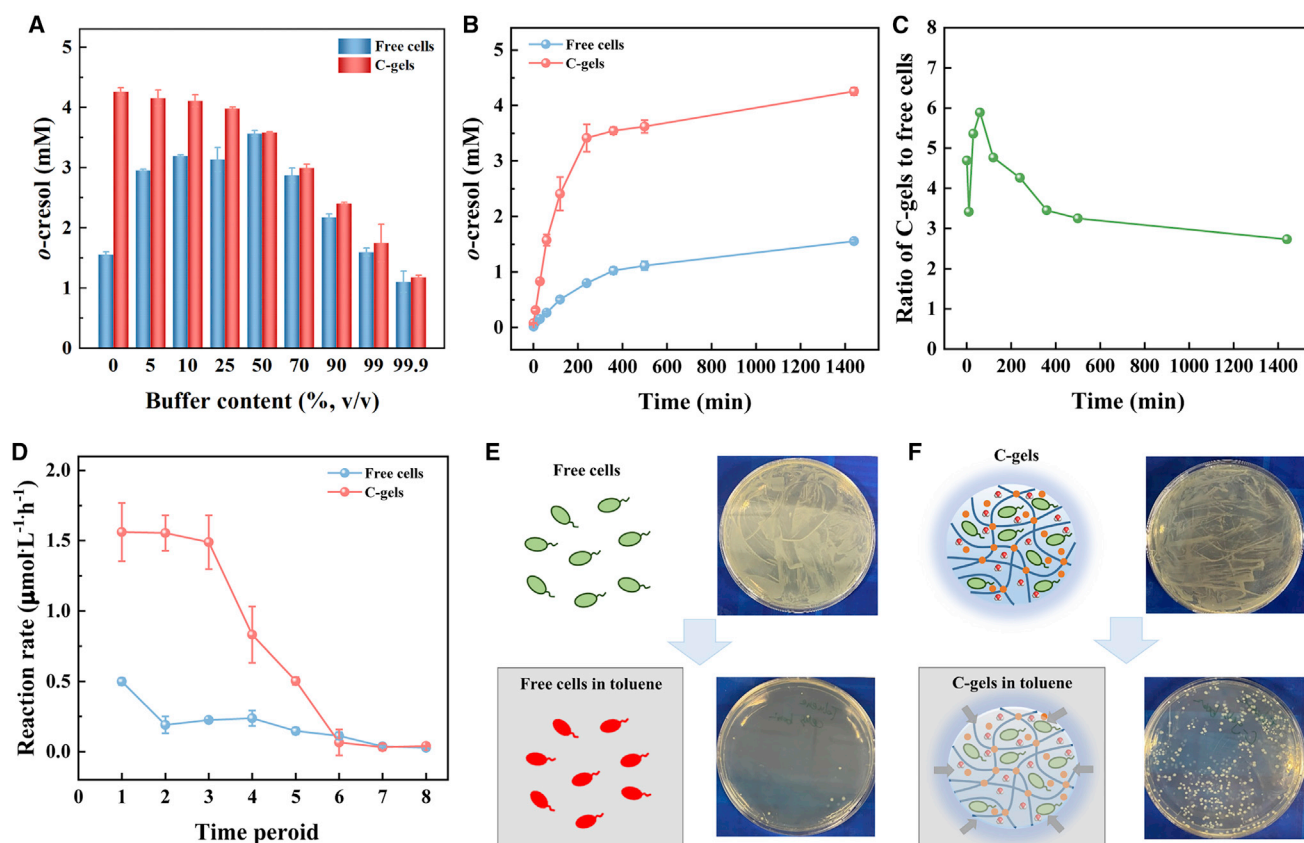 A
5
4
3
2
1
0
o-cresol (mM)
Free cells
C-gels
0 5 10 25 50 70 90 99 99.9
Buffer content (%, v/v)
B
5
4
3
2
1
0
o-cresol (mM)
Free cells
C-gels
0 200 400 600 800 1000 1200 1400
Time (min)
C
8
7
6
5
4
3
2
1
0
Ratio of C-gels to free cells
0 200 400 600 800 1000 1200 1400
Time (min)
D
2.0
1.5
1.0
0.5
0.0
Reaction rate (μmol·L⁻¹·h⁻¹)
Free cells
C-gels
0 1 2 3 4 5 6 7 8
Time peroid
E
Free cells
Free cells in toluene
F
C-gels
C-gels in toluene